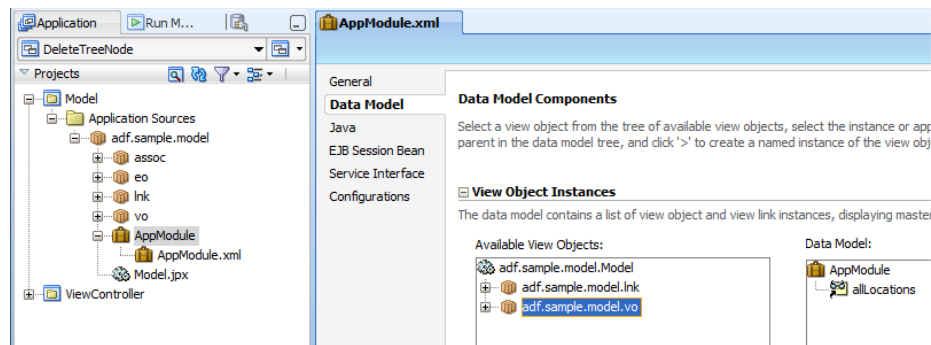 Application
Run M...
DeleteTreeNode
Projects
Model
Application Sources
adf.sample.model
assoc
eo
lnk
vo
AppModule
AppModule.xml
Model.jpx
ViewController
AppModule.xml
General
Data Model
Java
EJB Session Bean
Service Interface
Configurations
Data Model Components
Select a view object from the tree of available view objects, select the instance or app
parent in the data model tree, and click '>' to create a named instance of the view obj
View Object Instances
The data model contains a list of view object and view link instances, displaying master
Available View Objects:
adf.sample.model.Model
adf.sample.model.lnk
adf.sample.model.vo
Data Model:
AppModule
allLocations